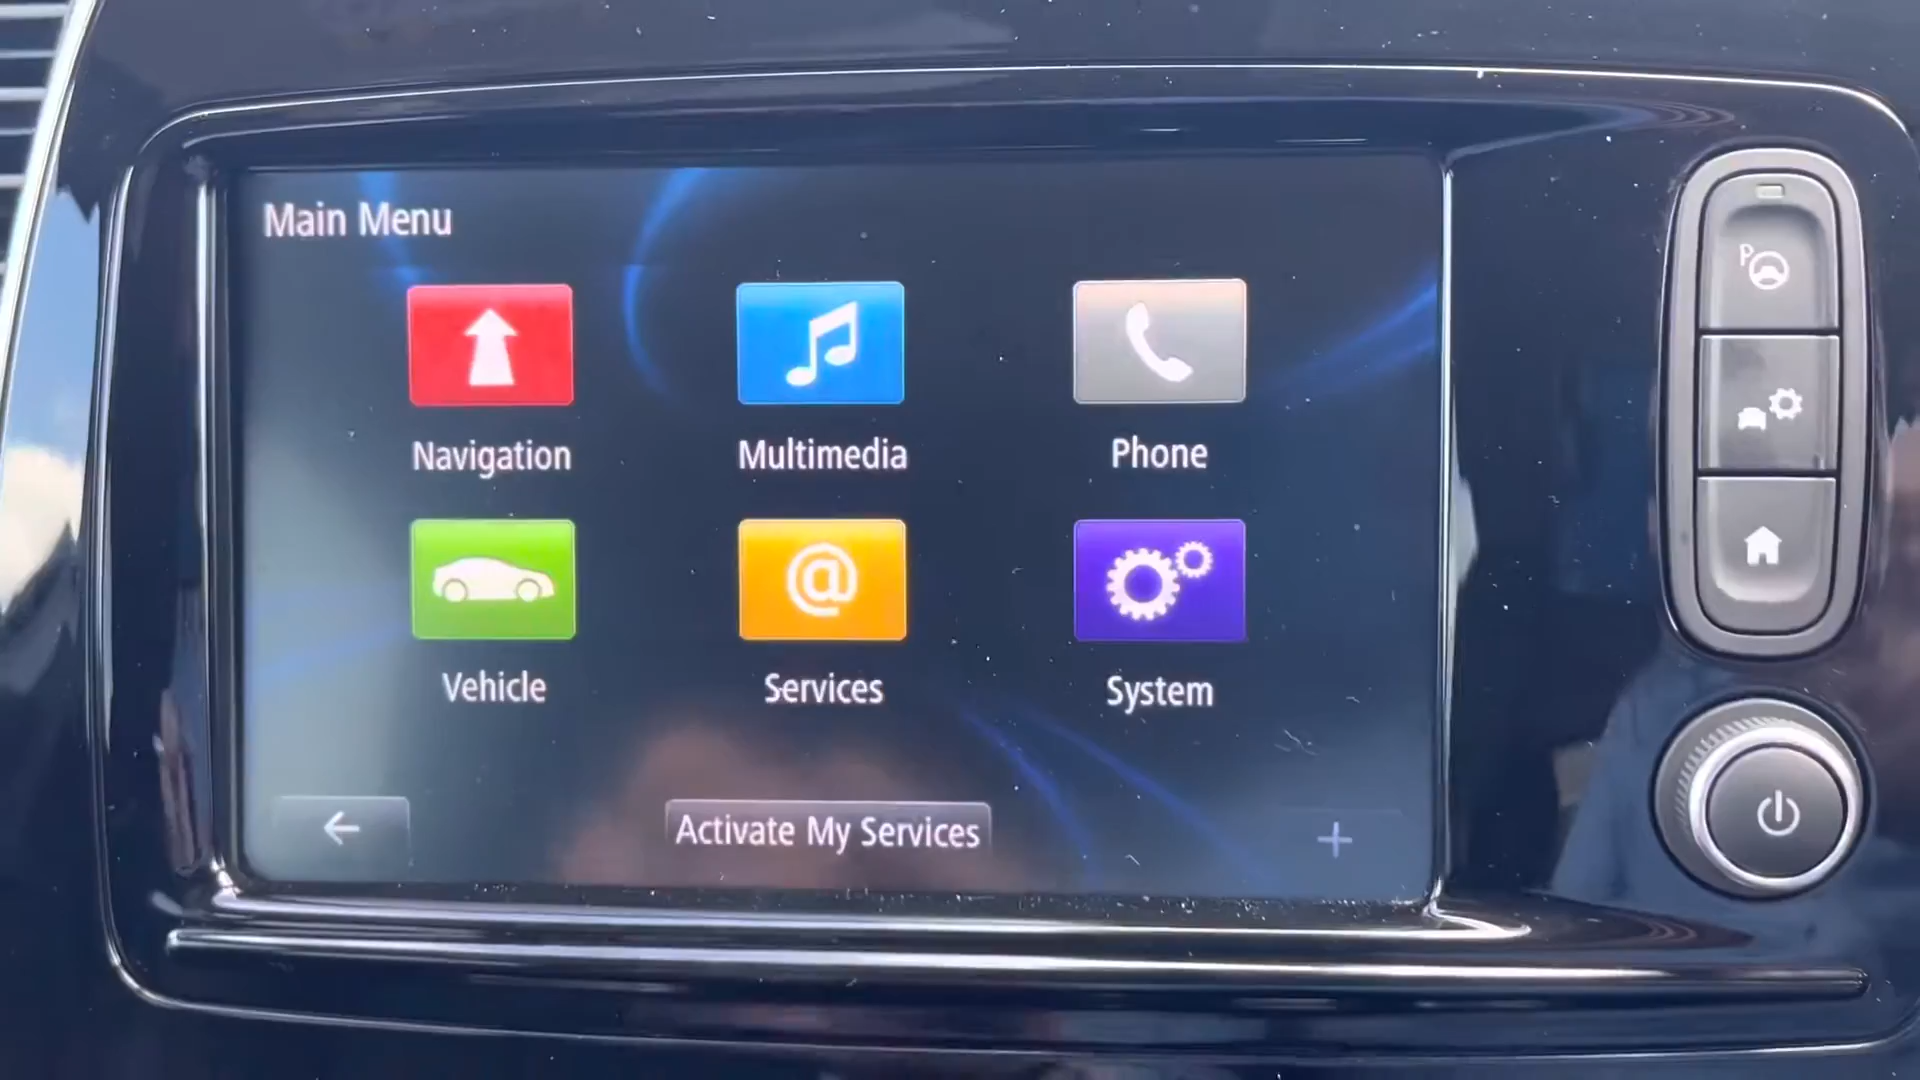 Main Menu
Navigation
Multimedia
Phone
Vehicle
@
Services
System
Activate My Services
P